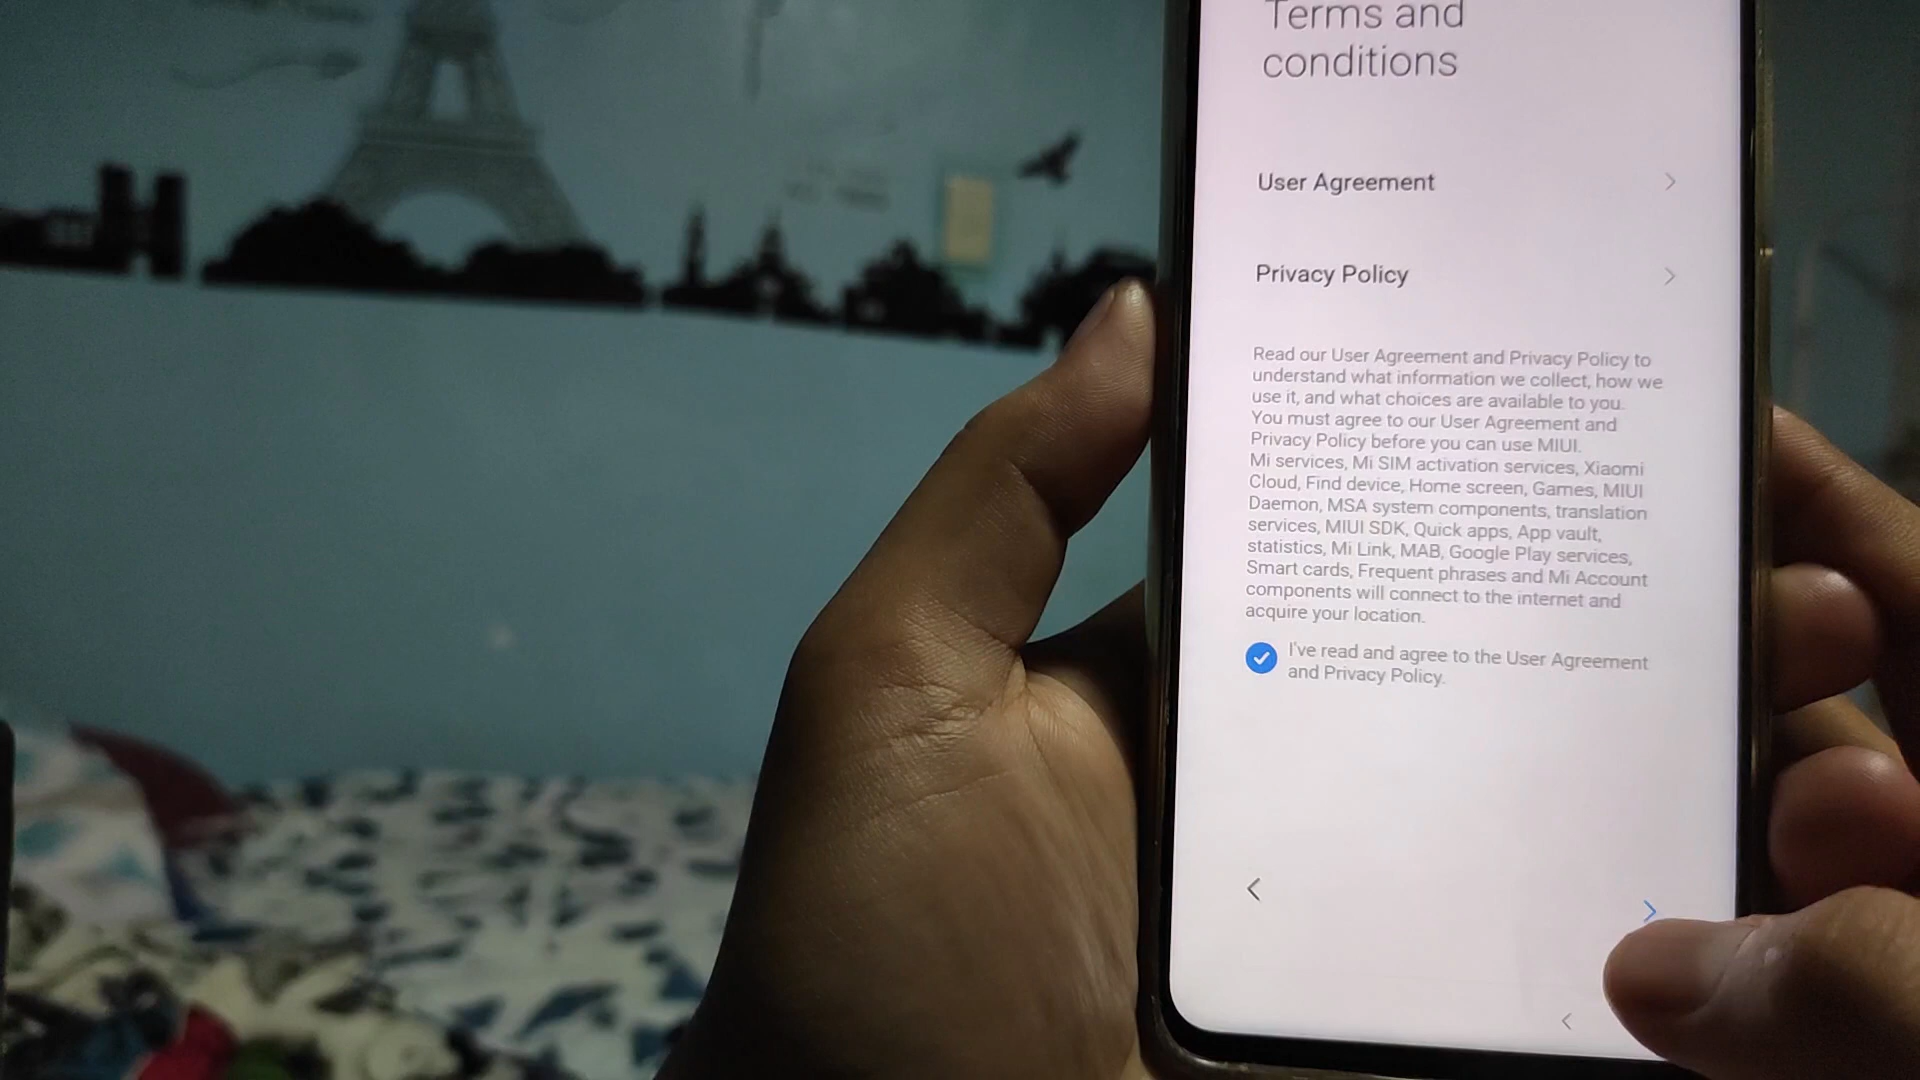 Terms and
conditions
User Agreement
Privacy Policy
Read our User Agreement and Privacy Policy to
understand what information we collect, how we
use it, and what choices are available to you.
You must agree to our User Agreement and
Privacy Policy before you can use MIUI.
Mi services, Mi SIM activation services, Xiaomi
Cloud, Find device, Home screen, Games, MIUI
Daemon, MSA system components, translation
services, MIUI SDK, Quick apps, App vault,
statistics, Mi Link, MAB, Google Play services,
Smart cards, Frequent phrases and Mi Account
components will connect to the internet and
acquire your location.
I've read and agree to the User Agreement
and Privacy Policy.